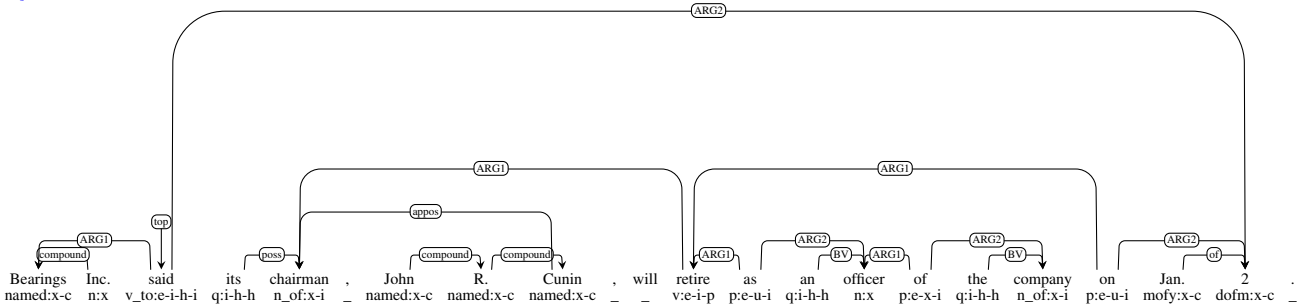 ARG2
ARG1 ARG1
appos
top
ARG1 ARG2 ARG2 ARG2
compound poss compound compound ARG1 BV ARG1 BV of
Bearings Inc. said its chairman , John R. Cunin , will retire as an officer of the company on Jan. 2 .
named:x-c n:x v_to:e-i-h-i q:i-h-h n_of:x-i _ named:x-c named:x-c named:x-c _ _ v:e-i-p p:e-u-i q:i-h-h n:x p:e-x-i q:i-h-h n_of:x-i p:e-u-i mofy:x-c dofm:x-c _